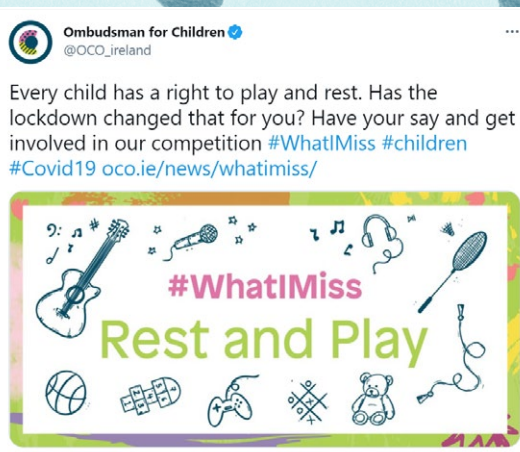 Ombudsman for Children
@OCO_ireland
Every child has a right to play and rest. Has the
lockdown changed that for you? Have your say and get
involved in our competition #WhatIMiss #children
#Covid19 oco.ie/news/whatimiss/
#WhatIMiss
Rest and Play